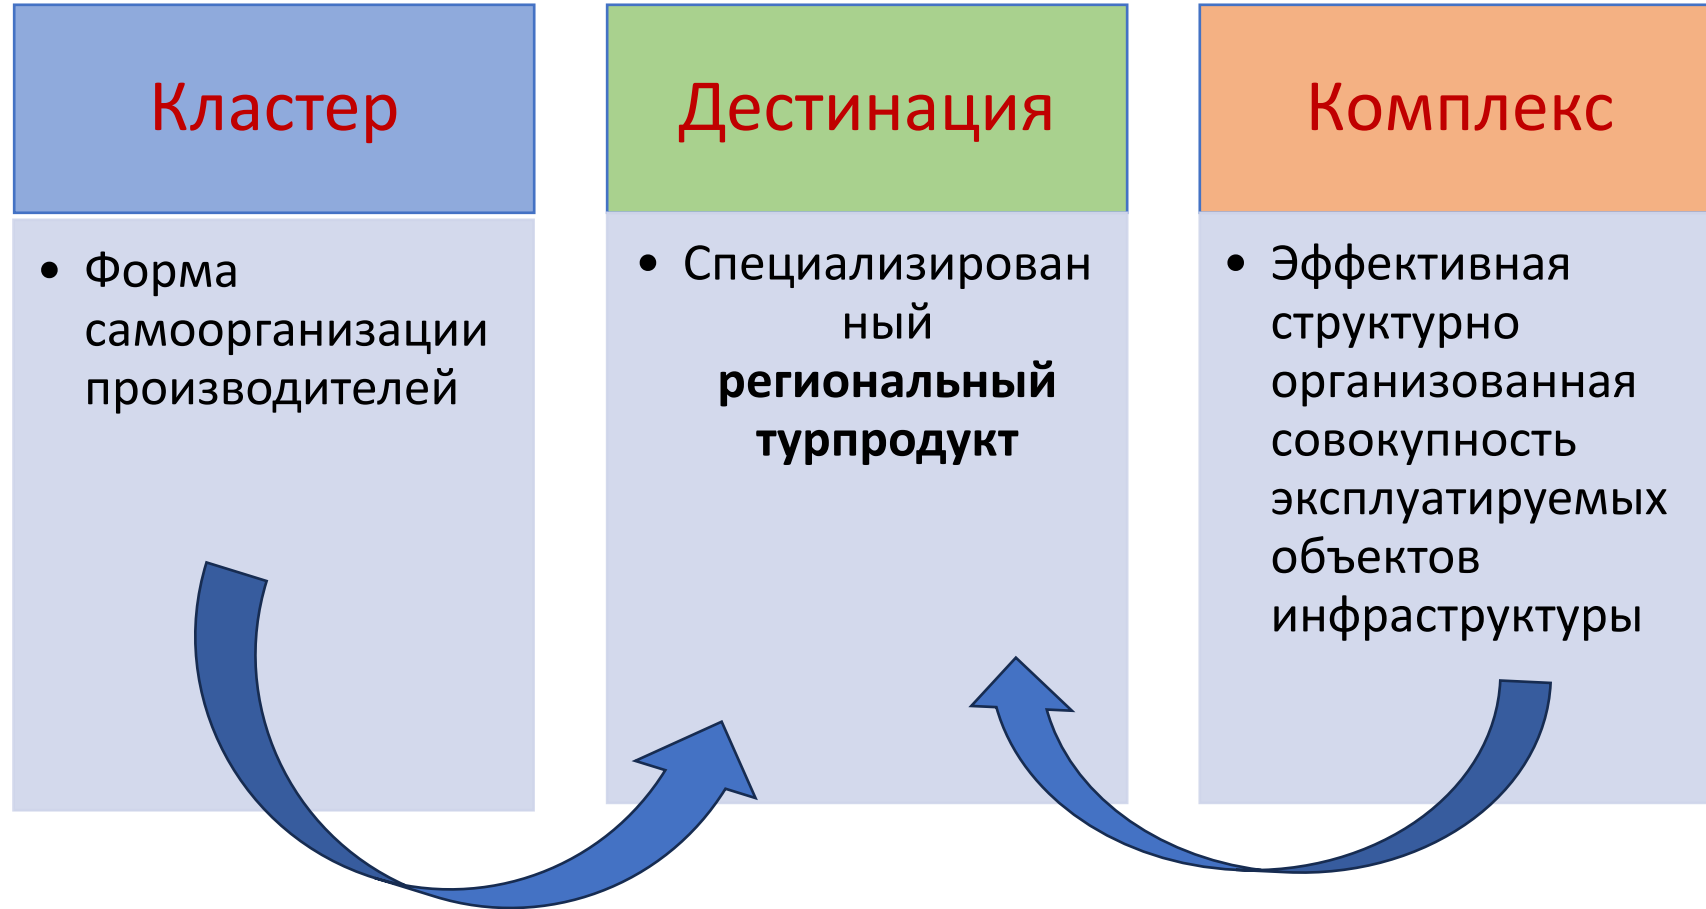 Кластер
• Форма
самоорганизации
производителей
Дестинация
• Специализирован
ный
региональный
турпродукт
Комплекс
• Эффективная
структурно
организованная
совокупность
эксплуатируемых
объектов
инфраструктуры